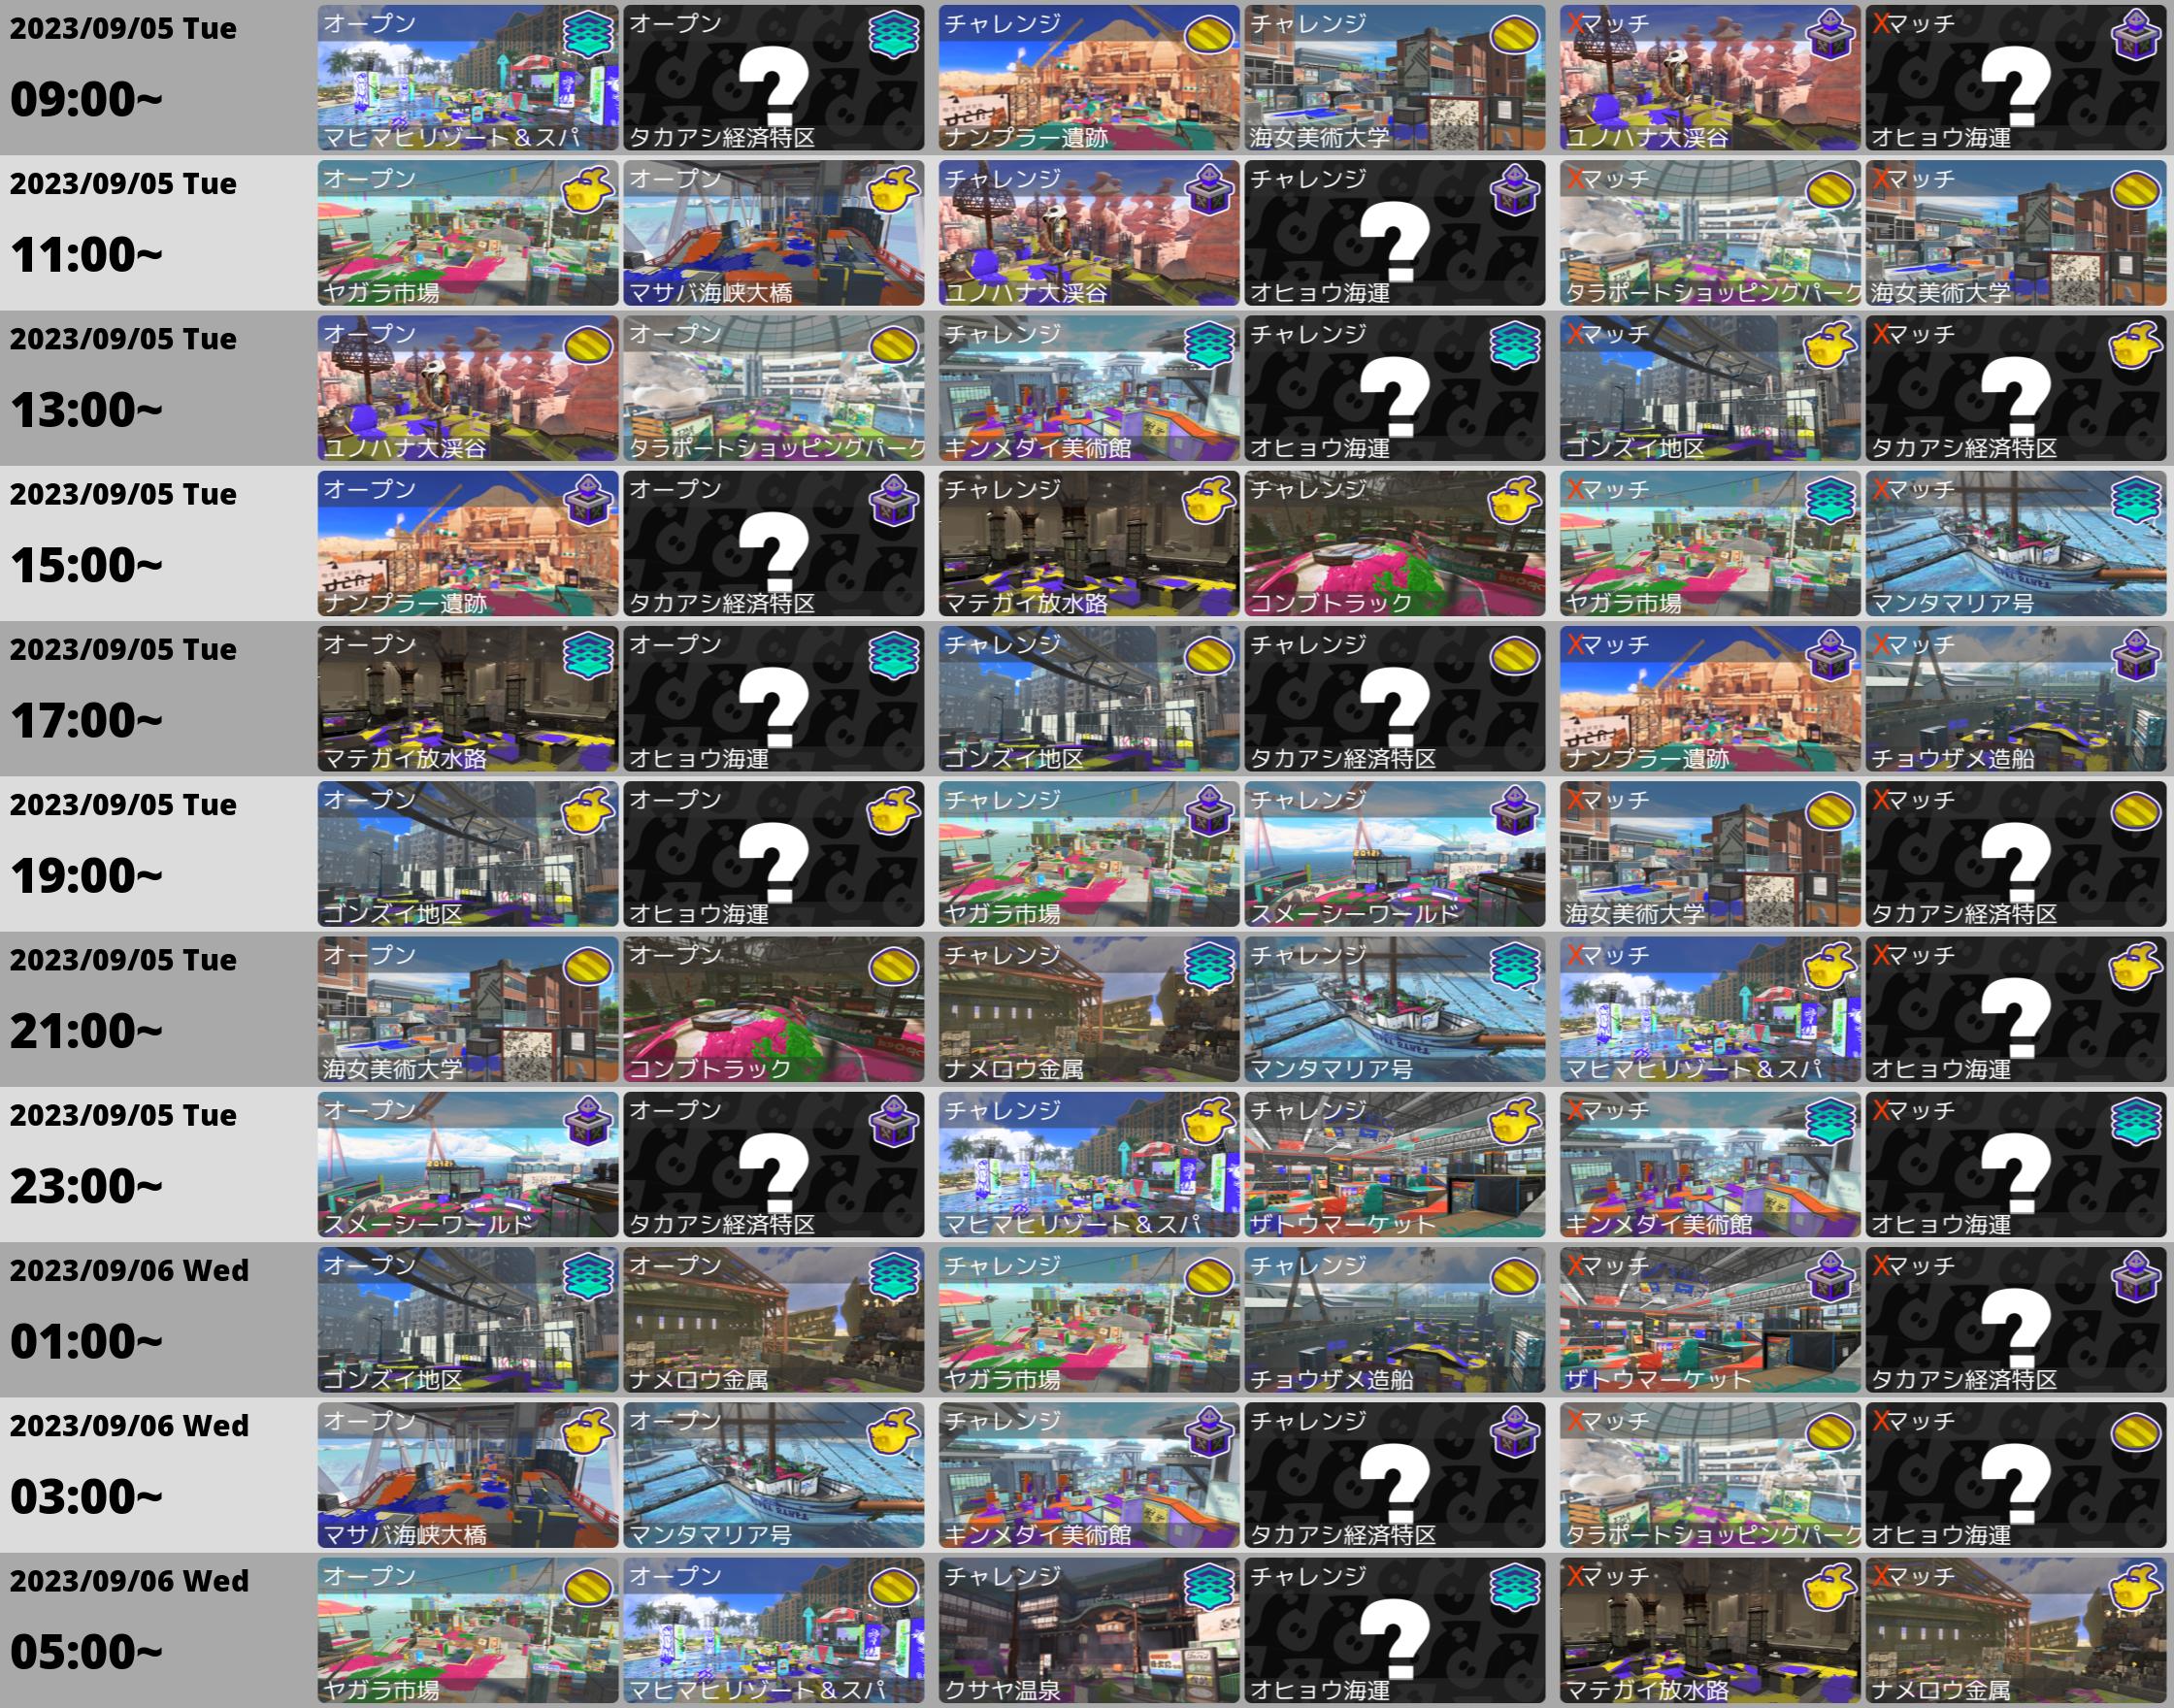 2023/09/05 Tue
09:00~
オープン
マヒマヒリゾート＆スパ
オープン
タカアシ経済特区
チャレンジ
ナンプラー遺跡
チャレンジ
海女美術大学
Xマッチ
ユノハナ大渓谷
Xマッチ
オヒョウ海運
2023/09/05 Tue
11:00~
オープン
ヤガラ市場
オープン
マサバ海峡大橋
チャレンジ
ユノハナ大渓谷
チャレンジ
オヒョウ海運
Xマッチ
タラポートショッピングパーク
Xマッチ
海女美術大学
2023/09/05 Tue
13:00~
オープン
ユノハナ大渓谷
オープン
タラポートショッピングパーク
チャレンジ
キンメダイ美術館
チャレンジ
オヒョウ海運
Xマッチ
ゴンズイ地区
Xマッチ
タカアシ経済特区
2023/09/05 Tue
15:00~
オープン
ナンプラー遺跡
オープン
タカアシ経済特区
チャレンジ
マテガイ放水路
チャレンジ
コンブトラック
Xマッチ
ヤガラ市場
Xマッチ
マンタマリア号
2023/09/05 Tue
17:00~
オープン
マテガイ放水路
オープン
オヒョウ海運
チャレンジ
ゴンズイ地区
チャレンジ
タカアシ経済特区
Xマッチ
ナンプラー遺跡
Xマッチ
チョウザメ造船
2023/09/05 Tue
19:00~
オープン
ゴンズイ地区
オープン
オヒョウ海運
チャレンジ
ヤガラ市場
チャレンジ
スメーシーワールド
Xマッチ
海女美術大学
Xマッチ
タカアシ経済特区
2023/09/05 Tue
21:00~
オープン
海女美術大学
オープン
コンブトラック
チャレンジ
ナメロウ金属
チャレンジ
マンタマリア号
Xマッチ
マヒマヒリゾート＆スパ
Xマッチ
オヒョウ海運
2023/09/05 Tue
23:00~
オープン
スメーシーワールド
オープン
タカアシ経済特区
チャレンジ
マヒマヒリゾート＆スパ
チャレンジ
ザトウマーケット
Xマッチ
キンメダイ美術館
Xマッチ
オヒョウ海運
2023/09/06 Wed
01:00~
オープン
ゴンズイ地区
オープン
ナメロウ金属
チャレンジ
ヤガラ市場
チャレンジ
チョウザメ造船
Xマッチ
ザトウマーケット
Xマッチ
タカアシ経済特区
2023/09/06 Wed
03:00~
オープン
マサバ海峡大橋
オープン
マンタマリア号
チャレンジ
キンメダイ美術館
チャレンジ
タカアシ経済特区
Xマッチ
タラポートショッピングパーク
Xマッチ
オヒョウ海運
2023/09/06 Wed
05:00~
オープン
ヤガラ市場
オープン
マヒマヒリゾート＆スパ
チャレンジ
クサヤ温泉
チャレンジ
オヒョウ海運
Xマッチ
マテガイ放水路
Xマッチ
ナメロウ金属